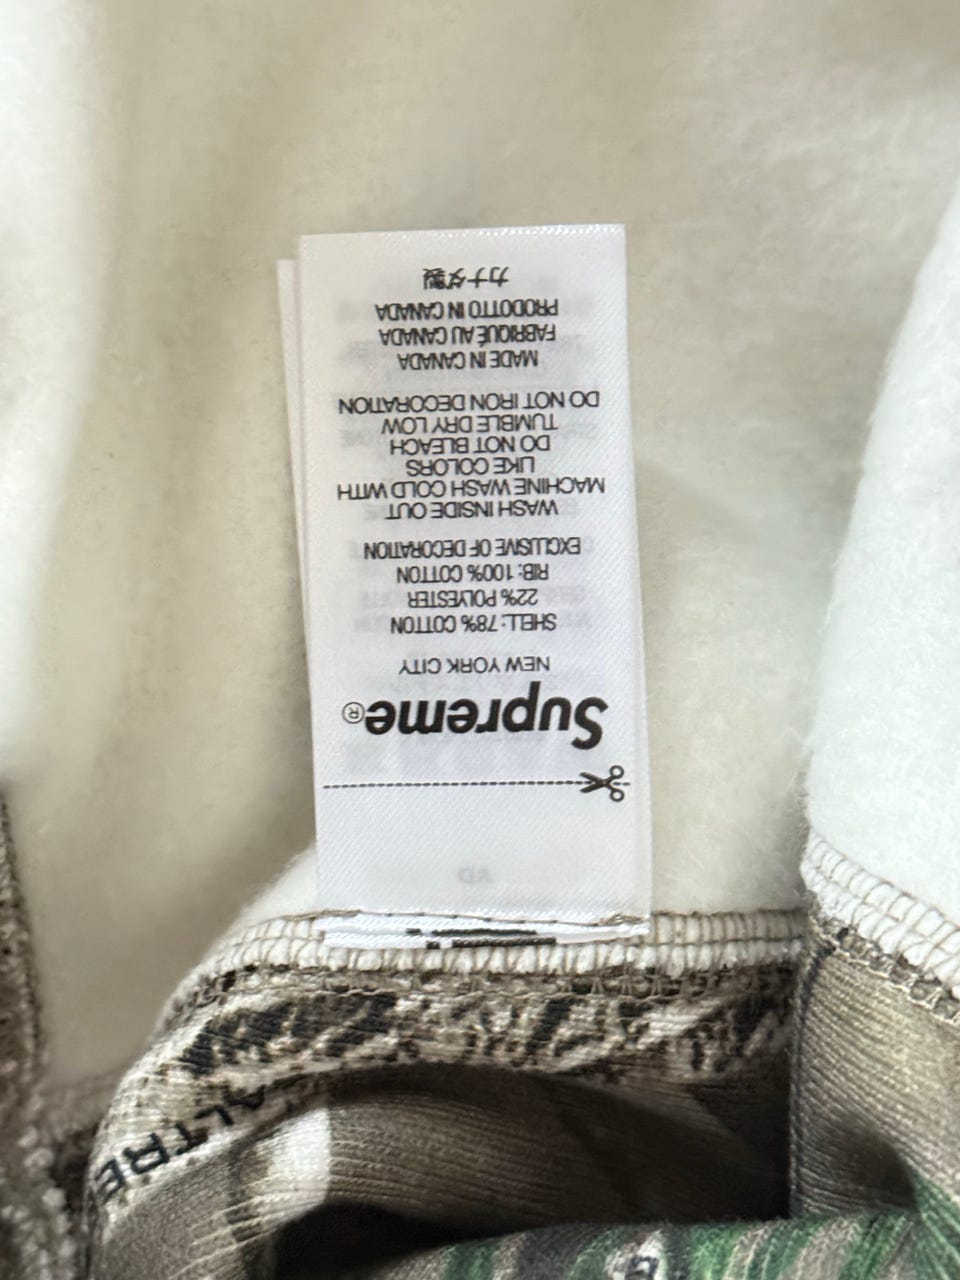 Supreme®
NEW YORK CITY
SHELL: 78% COTTON
22% POLYESTER
RIB: 100% COTTON
EXCLUSIVE OF DECORATION
WASH INSIDE OUT
MACHINE WASH COLD WITH
LIKE COLORS
DO NOT BLEACH
TUMBLE DRY LOW
DO NOT IRON DECORATION
MADE IN CANADA
FABRIQUÉ AU CANADA
PRODOTTO IN CANADA
カナダ製
AD